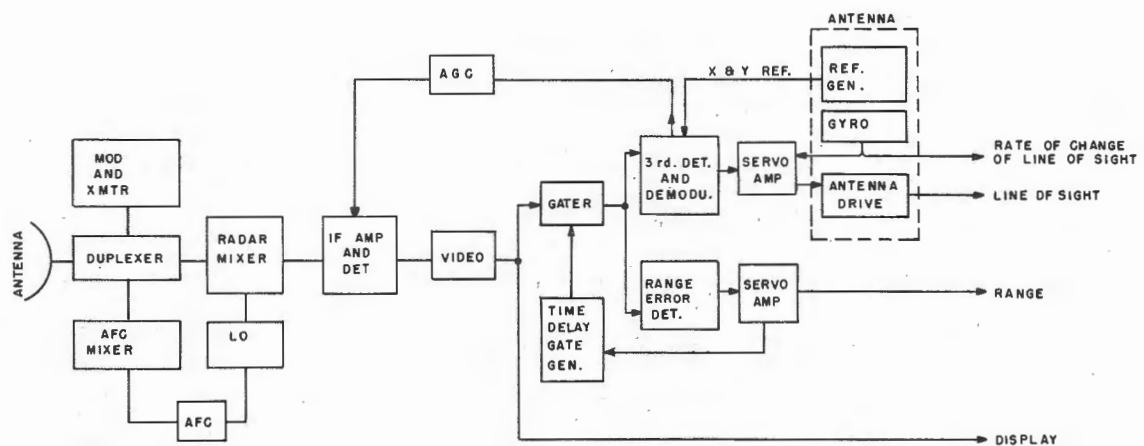 ANTENNA
AGC
X & Y REF.
REF.
GEN.
GYRO
RATE OF CHANGE
OF LINE OF SIGHT
MOD
AND
XMTR
3rd. DET.
AND
DEMODU.
SERVO
AMP
ANTENNA
DRIVE
LINE OF SIGHT
GATER
ANTENNA
DUPLEXER
RADAR
MIXER
IF AMP
AND
DET
VIDEO
RANGE
ERROR
DET.
SERVO
AMP
RANGE
TIME
DELAY
GATE
GEN.
AFC
MIXER
LO
AFC
DISPLAY